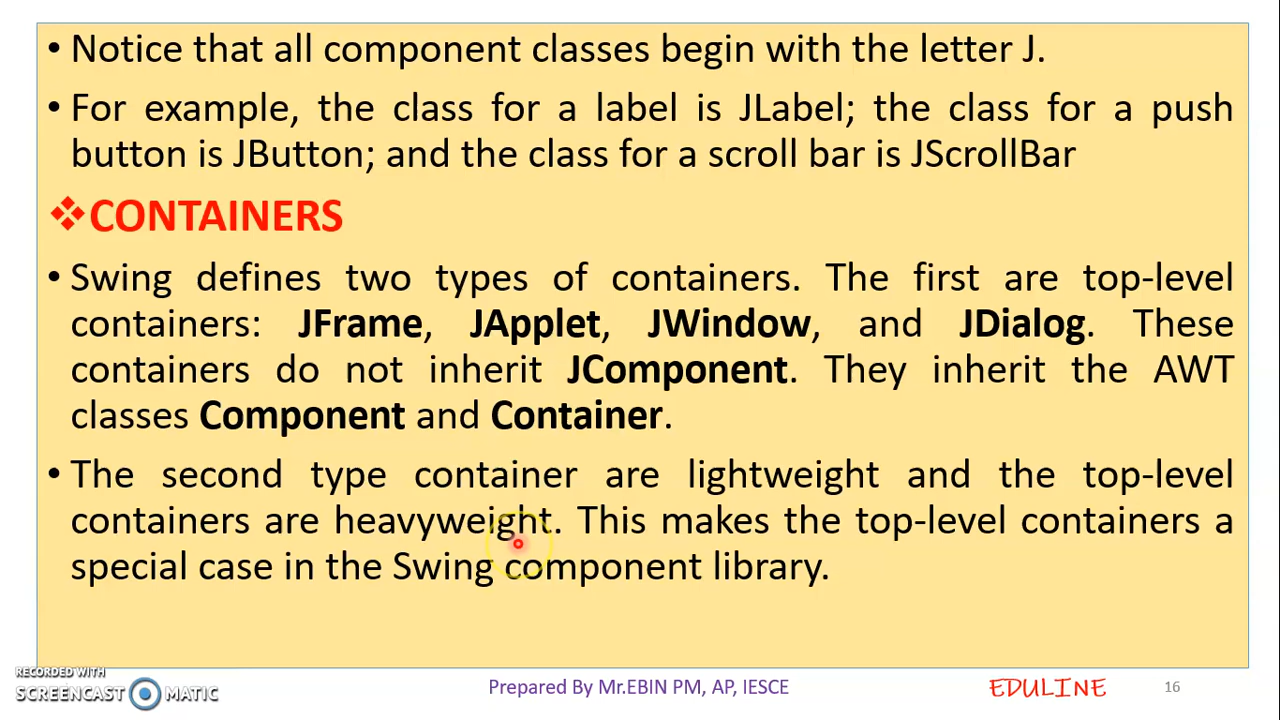 • Notice that all component classes begin with the letter J.
• For example, the class for a label is JLabel; the class for a push
button is JButton; and the class for a scroll bar is JScrollBar
❖CONTAINERS
• Swing defines two types of containers. The first are top-level
containers: JFrame, JApplet, JWindow, and JDialog. These
containers do not inherit JComponent. They inherit the AWT
classes Component and Container.
• The second type container are lightweight and the top-level
containers are heavyweight. This makes the top-level containers a
special case in the Swing component library.
RECORDED WITH
SCREENCAST MATIC
Prepared By Mr.EBIN PM, AP, IESCE
EDULINE
16